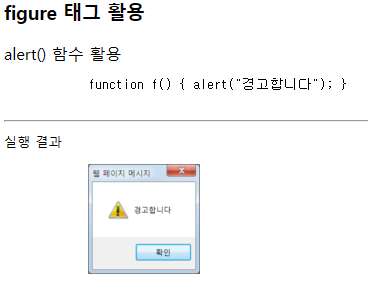 figure 태그 활용
alert() 함수 활용
function f() { alert("경고합니다"); }
실행 결과
웹 페이지 메시지
경고합니다
확인